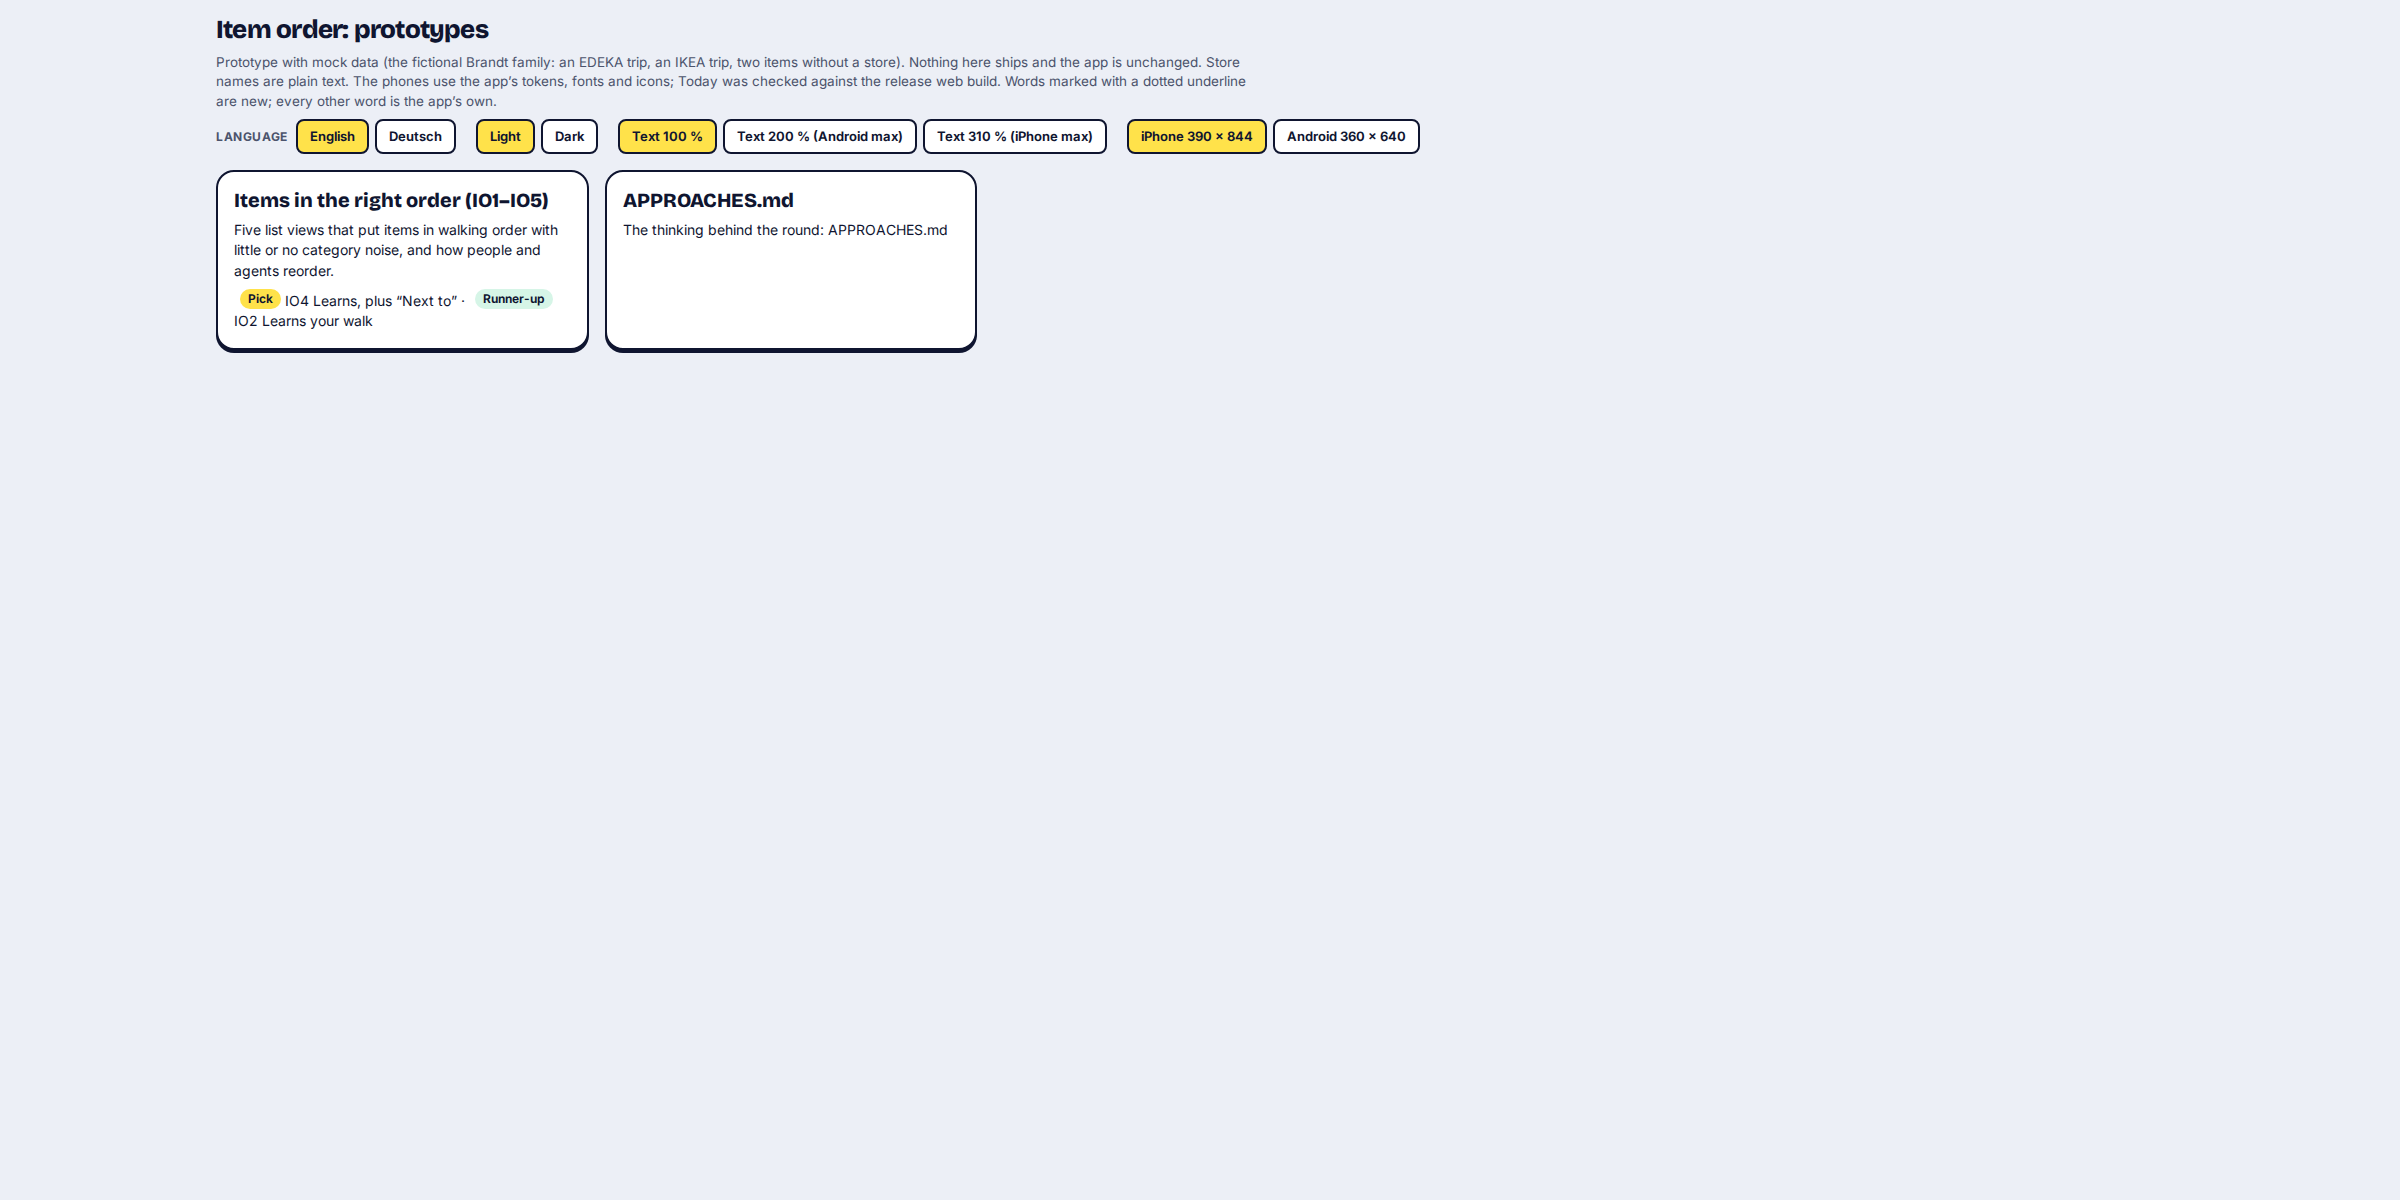 Item order: prototypes
Prototype with mock data (the fictional Brandt family: an EDEKA trip, an IKEA trip, two items without a store). Nothing here ships and the app is unchanged. Store
names are plain text. The phones use the app’s tokens, fonts and icons; Today was checked against the release web build. Words marked with a dotted underline
are new; every other word is the app’s own.
LANGUAGE English Deutsch Light Dark Text 100 % Text 200 % (Android max) Text 310 % (iPhone max) iPhone 390 × 844 Android 360 × 640
Items in the right order (IO1–IO5)
Five list views that put items in walking order with
little or no category noise, and how people and
agents reorder.
Pick IO4 Learns, plus “Next to” · Runner-up
IO2 Learns your walk
APPROACHES.md
The thinking behind the round: APPROACHES.md